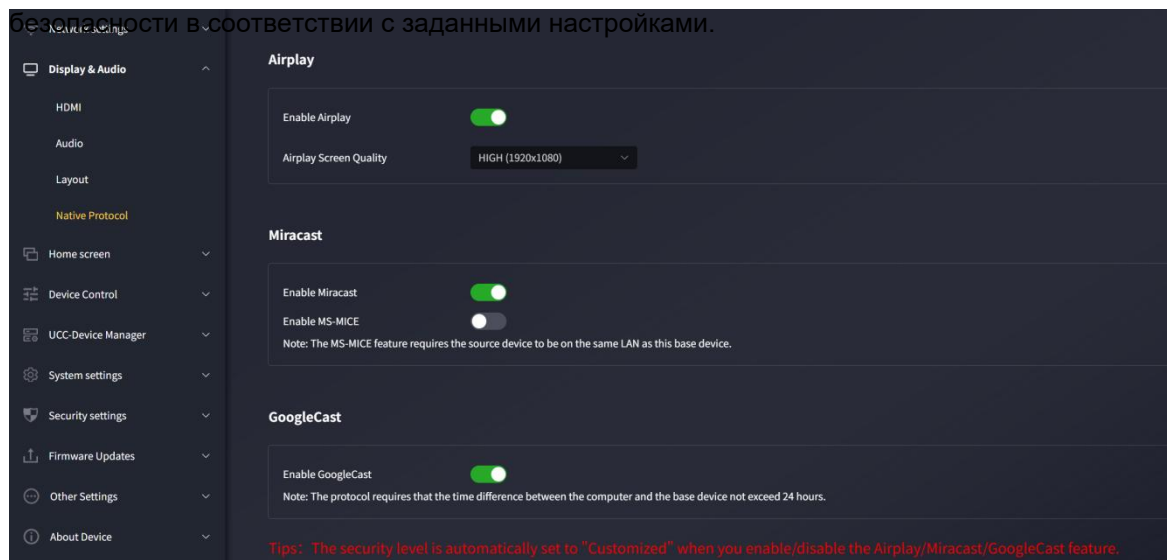 безопасности в соответствии с заданными настройками.
Network settings
Display & Audio
HDMI
Audio
Layout
Native Protocol
Home screen
Device Control
UCC-Device Manager
System settings
Security settings
Firmware Updates
Other Settings
About Device
Airplay
Enable Airplay
Airplay Screen Quality HIGH (1920x1080)
Miracast
Enable Miracast
Enable MS-MICE
Note: The MS-MICE feature requires the source device to be on the same LAN as this base device.
GoogleCast
Enable GoogleCast
Note: The protocol requires that the time difference between the computer and the base device not exceed 24 hours.
Tips: The security level is automatically set to "Customized" when you enable/disable the Airplay/Miracast/GoogleCast feature.